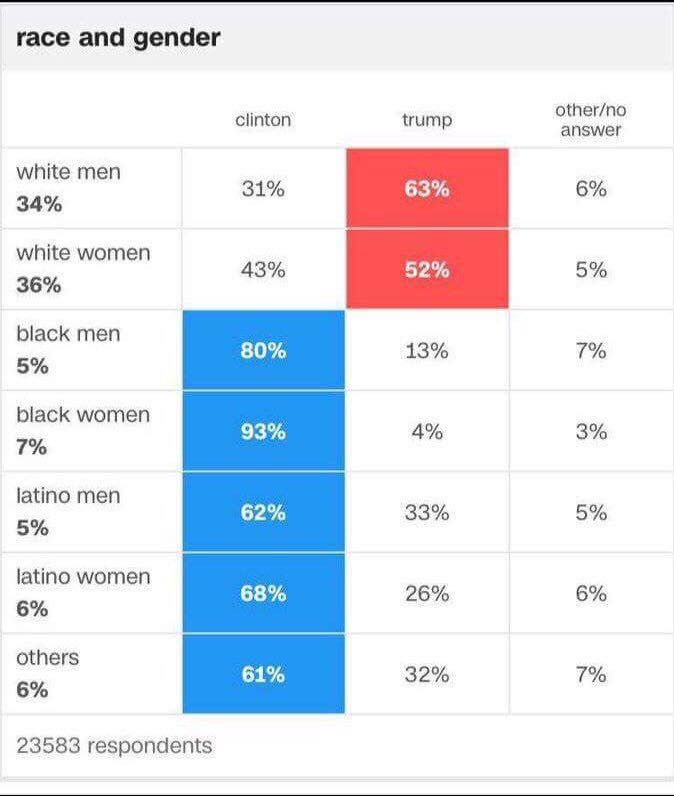 race and gender
clinton trump other/no
answer
white men
34% 31% 63% 6%
white women
36% 43% 52% 5%
black men
5% 80% 13% 7%
black women
7% 93% 4% 3%
latino men
5% 62% 33% 5%
latino women
6% 68% 26% 6%
others
6% 61% 32% 7%
23583 respondents